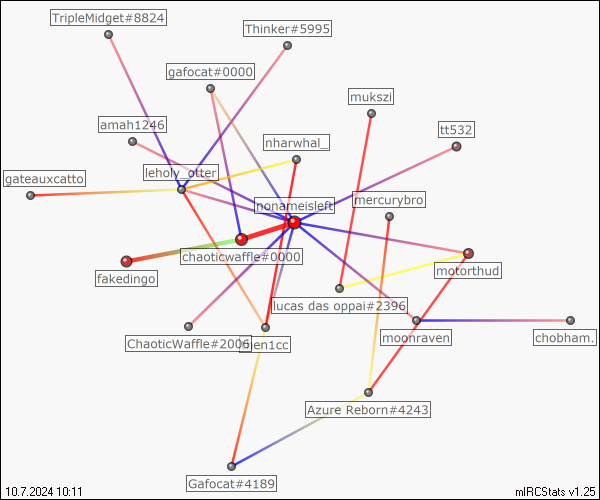 TripleMidget#8824
Thinker#5995
gafocat#0000
mukszi
amah1246
tt532
nharwhal_
leholy_otter
gateauxcatto
mercurybro
nonameisleft
chaoticwaffle#0000
motorthud
fakedingo
lucas das oppai#2396
ChaoticWaffle#2006
moonraven
chobham.
Azure Reborn#4243
Gafocat#4189
10.7.2024 10:11
mIRCStats v1.25